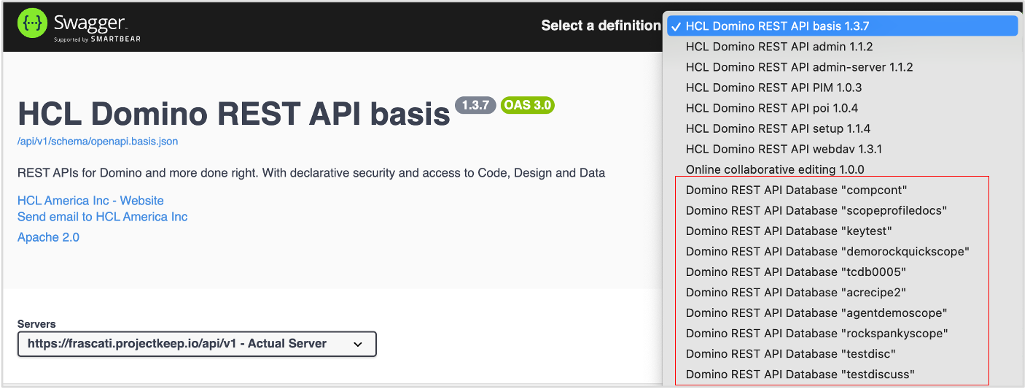 Swagger.
Supported by SMARTBEAR
Select a definition
HCL Domino REST API basis 1.3.7
HCL Domino REST API admin 1.1.2
HCL Domino REST API admin-server 1.1.2
HCL Domino REST API PIM 1.0.3
HCL Domino REST API poi 1.0.4
HCL Domino REST API setup 1.1.4
HCL Domino REST API webdav 1.3.1
Online collaborative editing 1.0.0
Domino REST API Database "compcont"
Domino REST API Database "scopeprofiledocs"
Domino REST API Database "keytest"
Domino REST API Database "demorockquickscope"
Domino REST API Database "tcdb0005"
Domino REST API Database "acrecipe2"
Domino REST API Database "agentdemoscope"
Domino REST API Database "rockspankyscope"
Domino REST API Database "testdisc"
Domino REST API Database "testdiscuss"
HCL Domino REST API basis 1.3.7 OAS 3.0
/api/v1/schema/openapi.basis.json
REST APIs for Domino and more done right. With declarative security and access to Code, Design and Data
HCL America Inc - Website
Send email to HCL America Inc
Apache 2.0
Servers
https://frascati.projectkeep.io/api/v1 - Actual Server